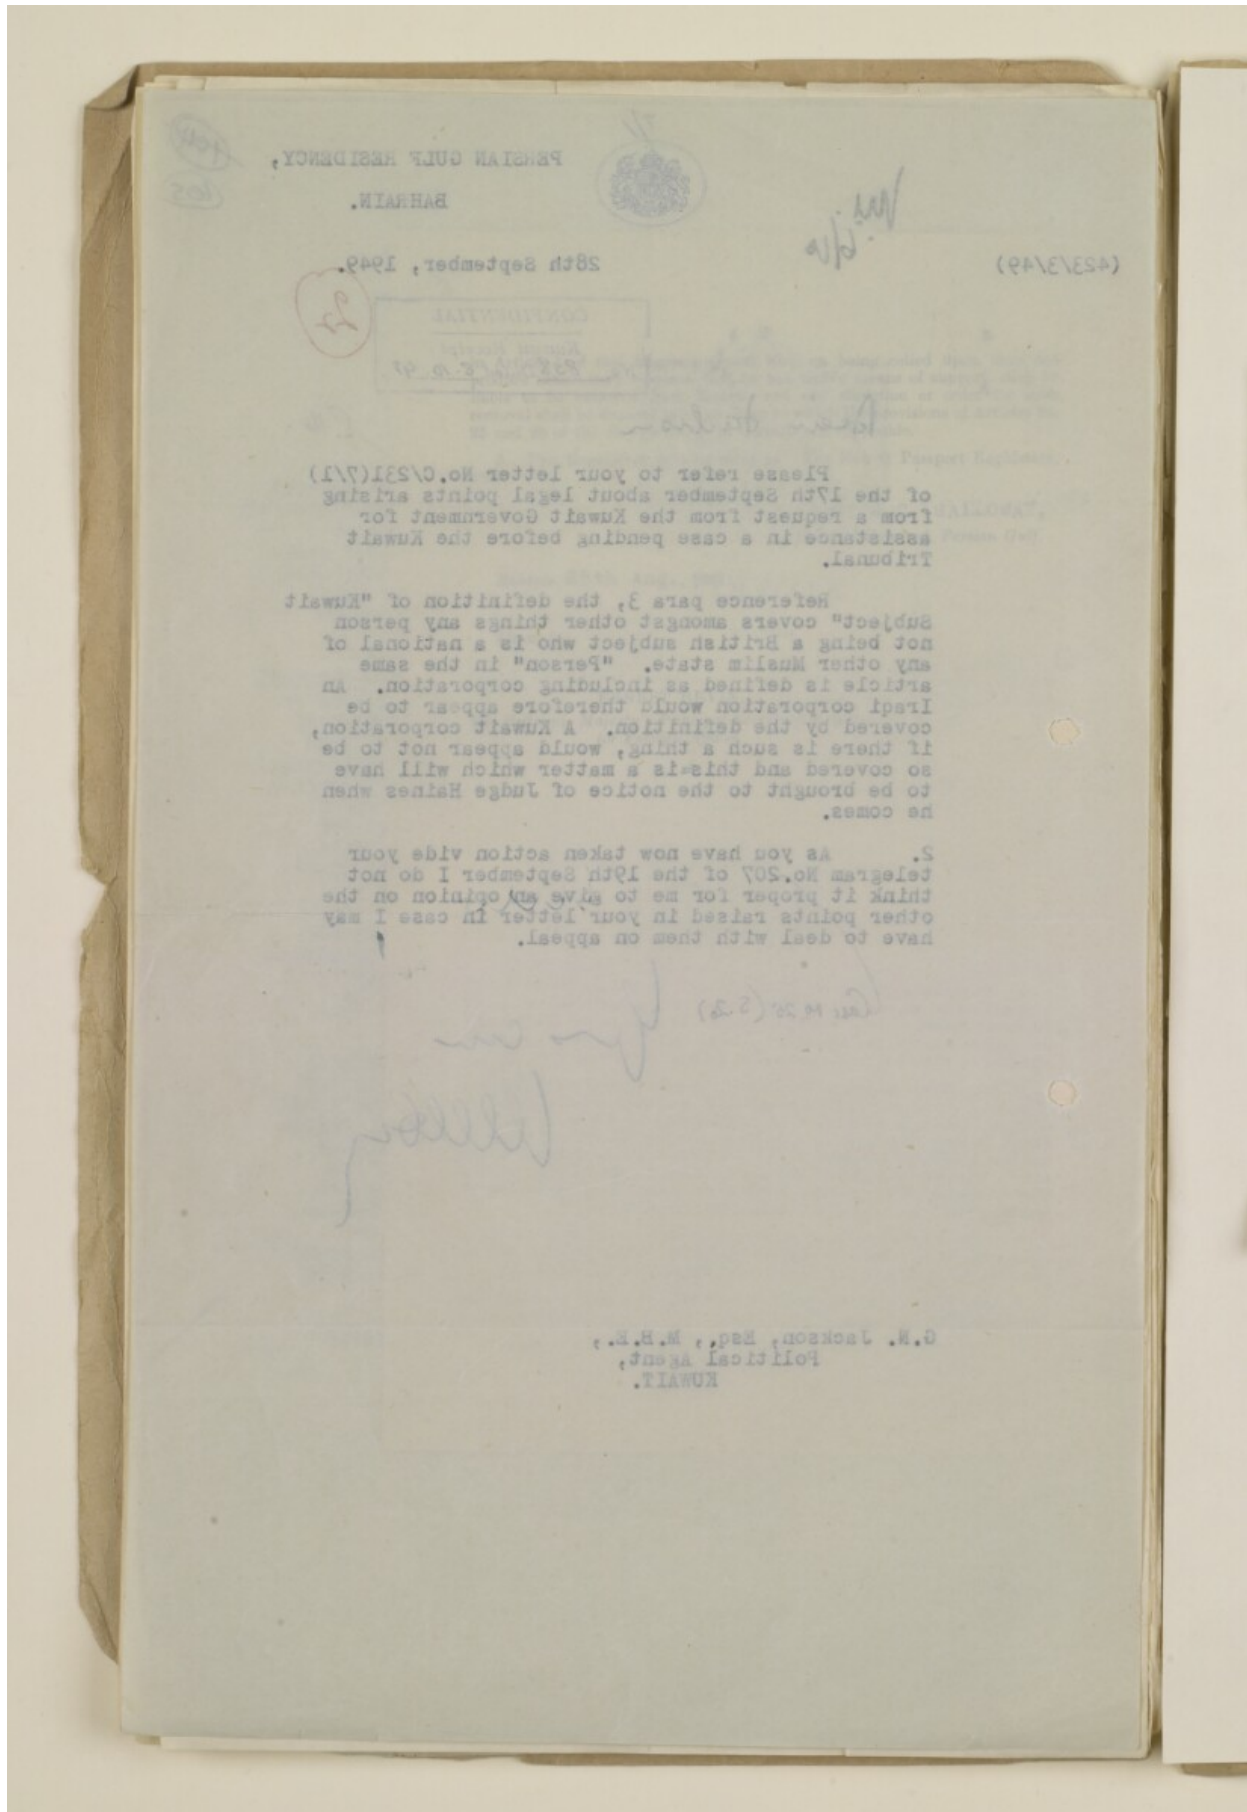 PERSIAN GULF RESIDENCY,
BAHRAIN.
(423/3/49)
28th September, 1949.
CONFIDENTIAL
Kuwait Receipt
Dear Jackson
Please refer to your letter No.C/231(7/1)
of the 17th September about legal points arising
from a request from the Kuwait Government for
assistance in a case pending before the Kuwait
Tribunal.
Reference para 3, the definition of "Kuwait
Subject" covers amongst other things any person
not being a British subject who is a national of
any other Muslim state. "Person" in the same
article is defined as including corporation. An
Iraqi corporation would therefore appear to be
covered by the definition. A Kuwait corporation,
if there is such a thing, would appear not to be
so covered and this is a matter which will have
to be brought to the notice of Judge Haines when
he comes.
2. As you have now taken action vide your
telegram No.207 of the 19th September I do not
think it proper for me to give any opinion on the
other points raised in your letter in case I may
have to deal with them on appeal.
G.N. Jackson, Esq., M.B.E.,
Political Agent,
KUWAIT.